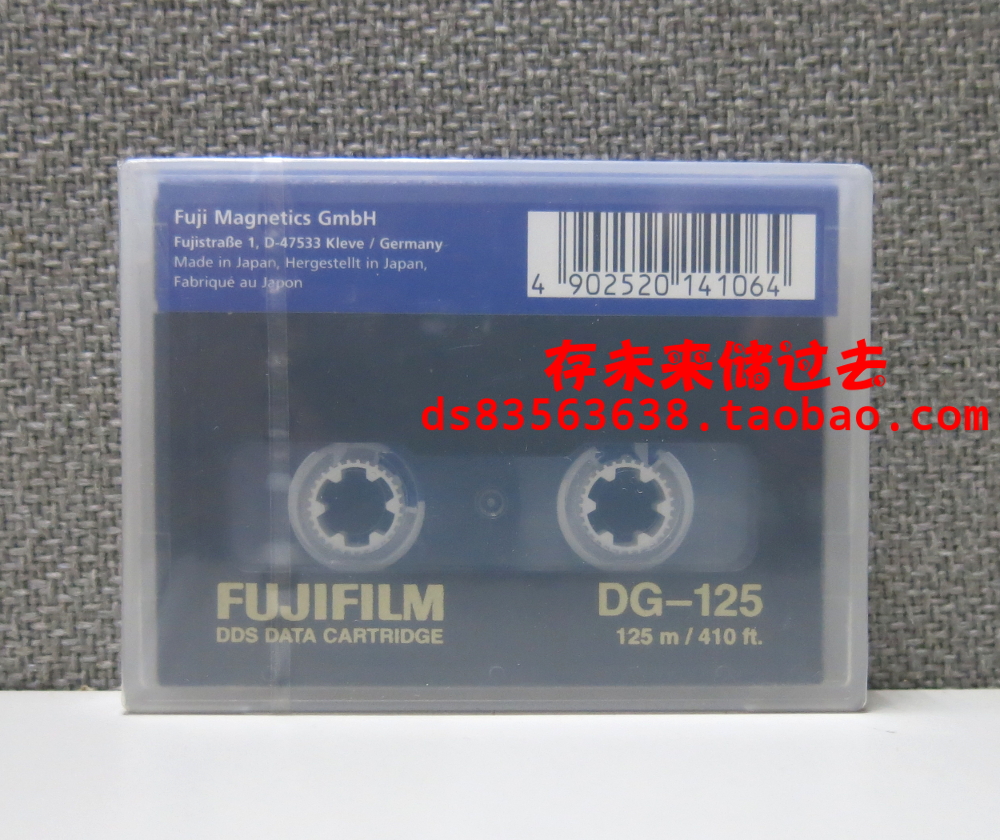 Fuji Magnetics GmbH
Fujistraße 1, D-47533 Kleve / Germany
Made in Japan, Hergestellt in Japan,
Fabriqué au Japon
4 902520 141064
存未来储过去
ds83563638.taobao.com
FUJIFILM
DDS DATA CARTRIDGE
DG-125
125 m / 410 ft.